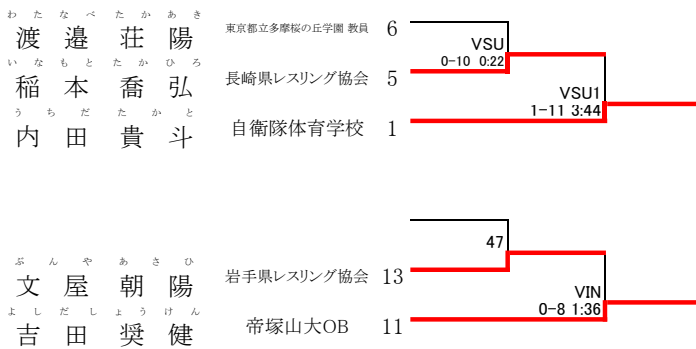 わたなべ たかあき
渡邉 荘陽 東京都立多摩桜の丘学園 教員 6
VSU
0-10 0:22
いなもと たかひろ
稲本 喬弘 長崎県レスリング協会 5
VSU1
1-11 3:44
うちだ たかと
内田 貴斗 自衛隊体育学校 1
47
ぶんや あさひ
文屋 朝陽 岩手県レスリング協会 13
VIN
0-8 1:36
よしだ しょうけん
吉田 奨健 帝塚山大OB 11